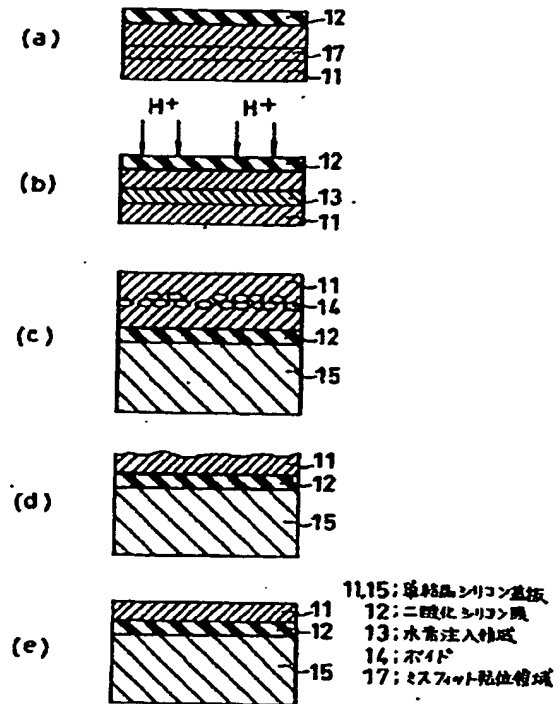 (a)
12
17
11
H+ H+
(b)
12
13
11
(c)
11
14
12
15
(d)
11
12
15
(e)
11
12
15
11,15; 単結晶シリコン基板
12; 二酸化シリコン膜
13; 水素注入領域
14; ボイド
17; ミスフィット転位領域